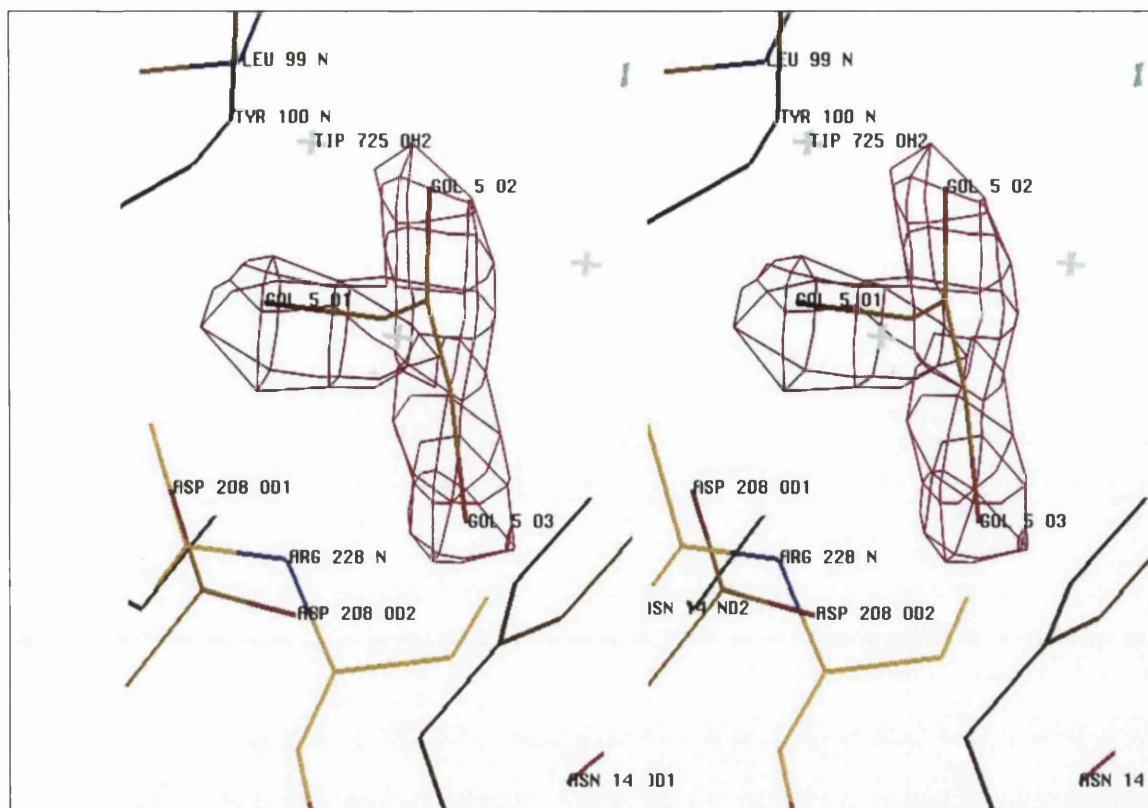 LEU 99 N
LEU 99 N
TYR 100 N
TYR 100 N
TIP 725 OH2
TIP 725 OH2
GOL 5 O2
GOL 5 O2
GOL 5 O1
GOL 5 O1
ASP 208 OD1
ASP 208 OD1
GOL 5 O3
GOL 5 O3
ARG 228 N
ARG 228 N
ASP 208 OD2
ASN 14 ND2
ASP 208 OD2
ASN 14 OD1
ASN 14